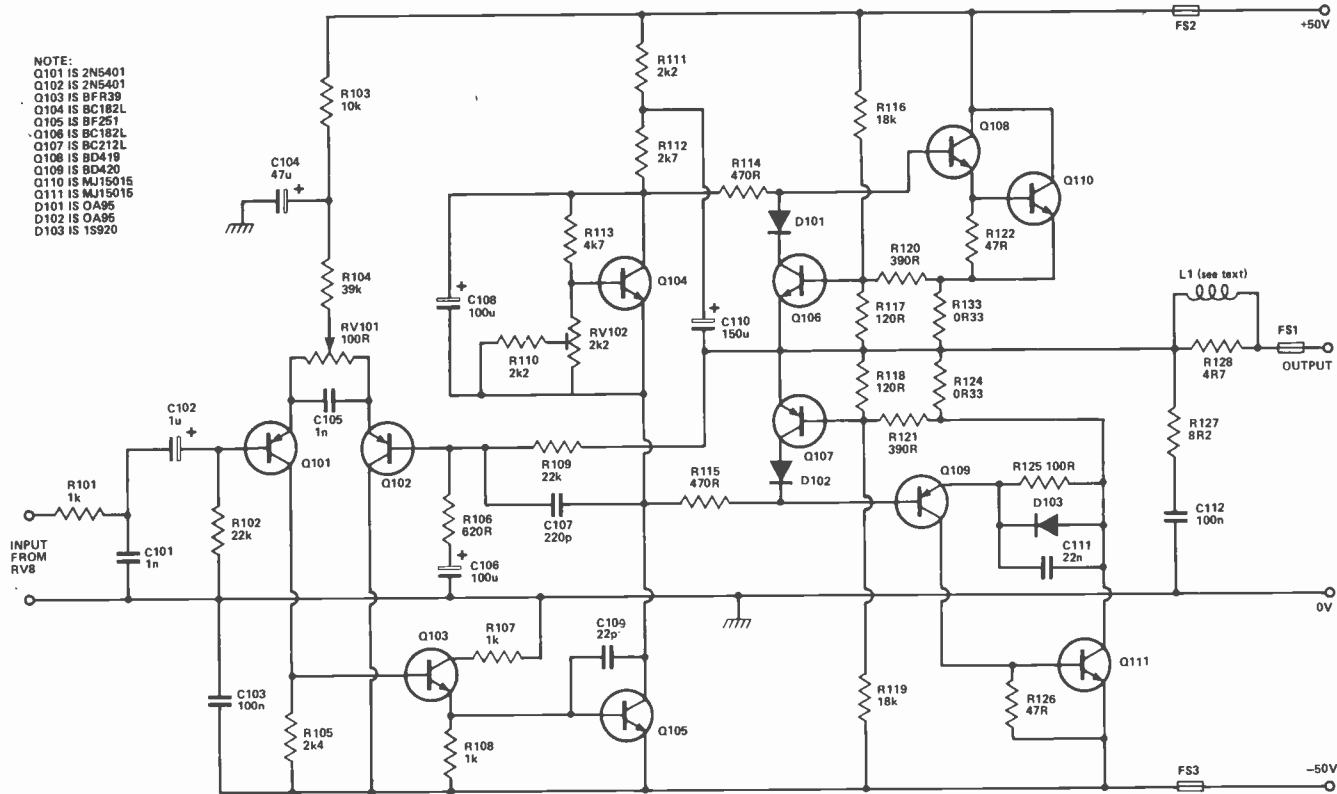 NOTE:
Q101 IS 2N5401
Q102 IS 2N5401
Q103 IS BFR39
Q104 IS BC182L
Q105 IS BF251
Q106 IS BC182L
Q107 IS BC212L
Q108 IS BD419
Q109 IS BD420
Q110 IS MJ15015
Q111 IS MJ15015
D101 IS OA95
D102 IS OA95
D103 IS 1S920
R103
10k
C104
47u
+
R104
39k
RV101
100R
C105
1n
C102
1u
+
Q101
Q102
R101
1k
INPUT
FROM
RV8
C101
1n
R102
22k
C103
100n
R105
2k4
R111
2k2
R112
2k7
R113
4k7
Q104
C108
100u
+
RV102
2k2
R110
2k2
C110
150u
+
R109
22k
C107
220p
R106
620R
C106
100u
+
Q103
R107
1k
R108
1k
C109
22p
Q105
R114
470R
R115
470R
D101
Q106
Q107
D102
R116
18k
R117
120R
R118
120R
R119
18k
R120
390R
R121
390R
Q108
Q110
R122
47R
R133
0R33
R124
0R33
Q109
R125 100R
D103
C111
22n
R126
47R
Q111
L1 (see text)
R128
4R7
FS1
OUTPUT
R127
8R2
C112
100n
FS2
+50V
0V
FS3
-50V